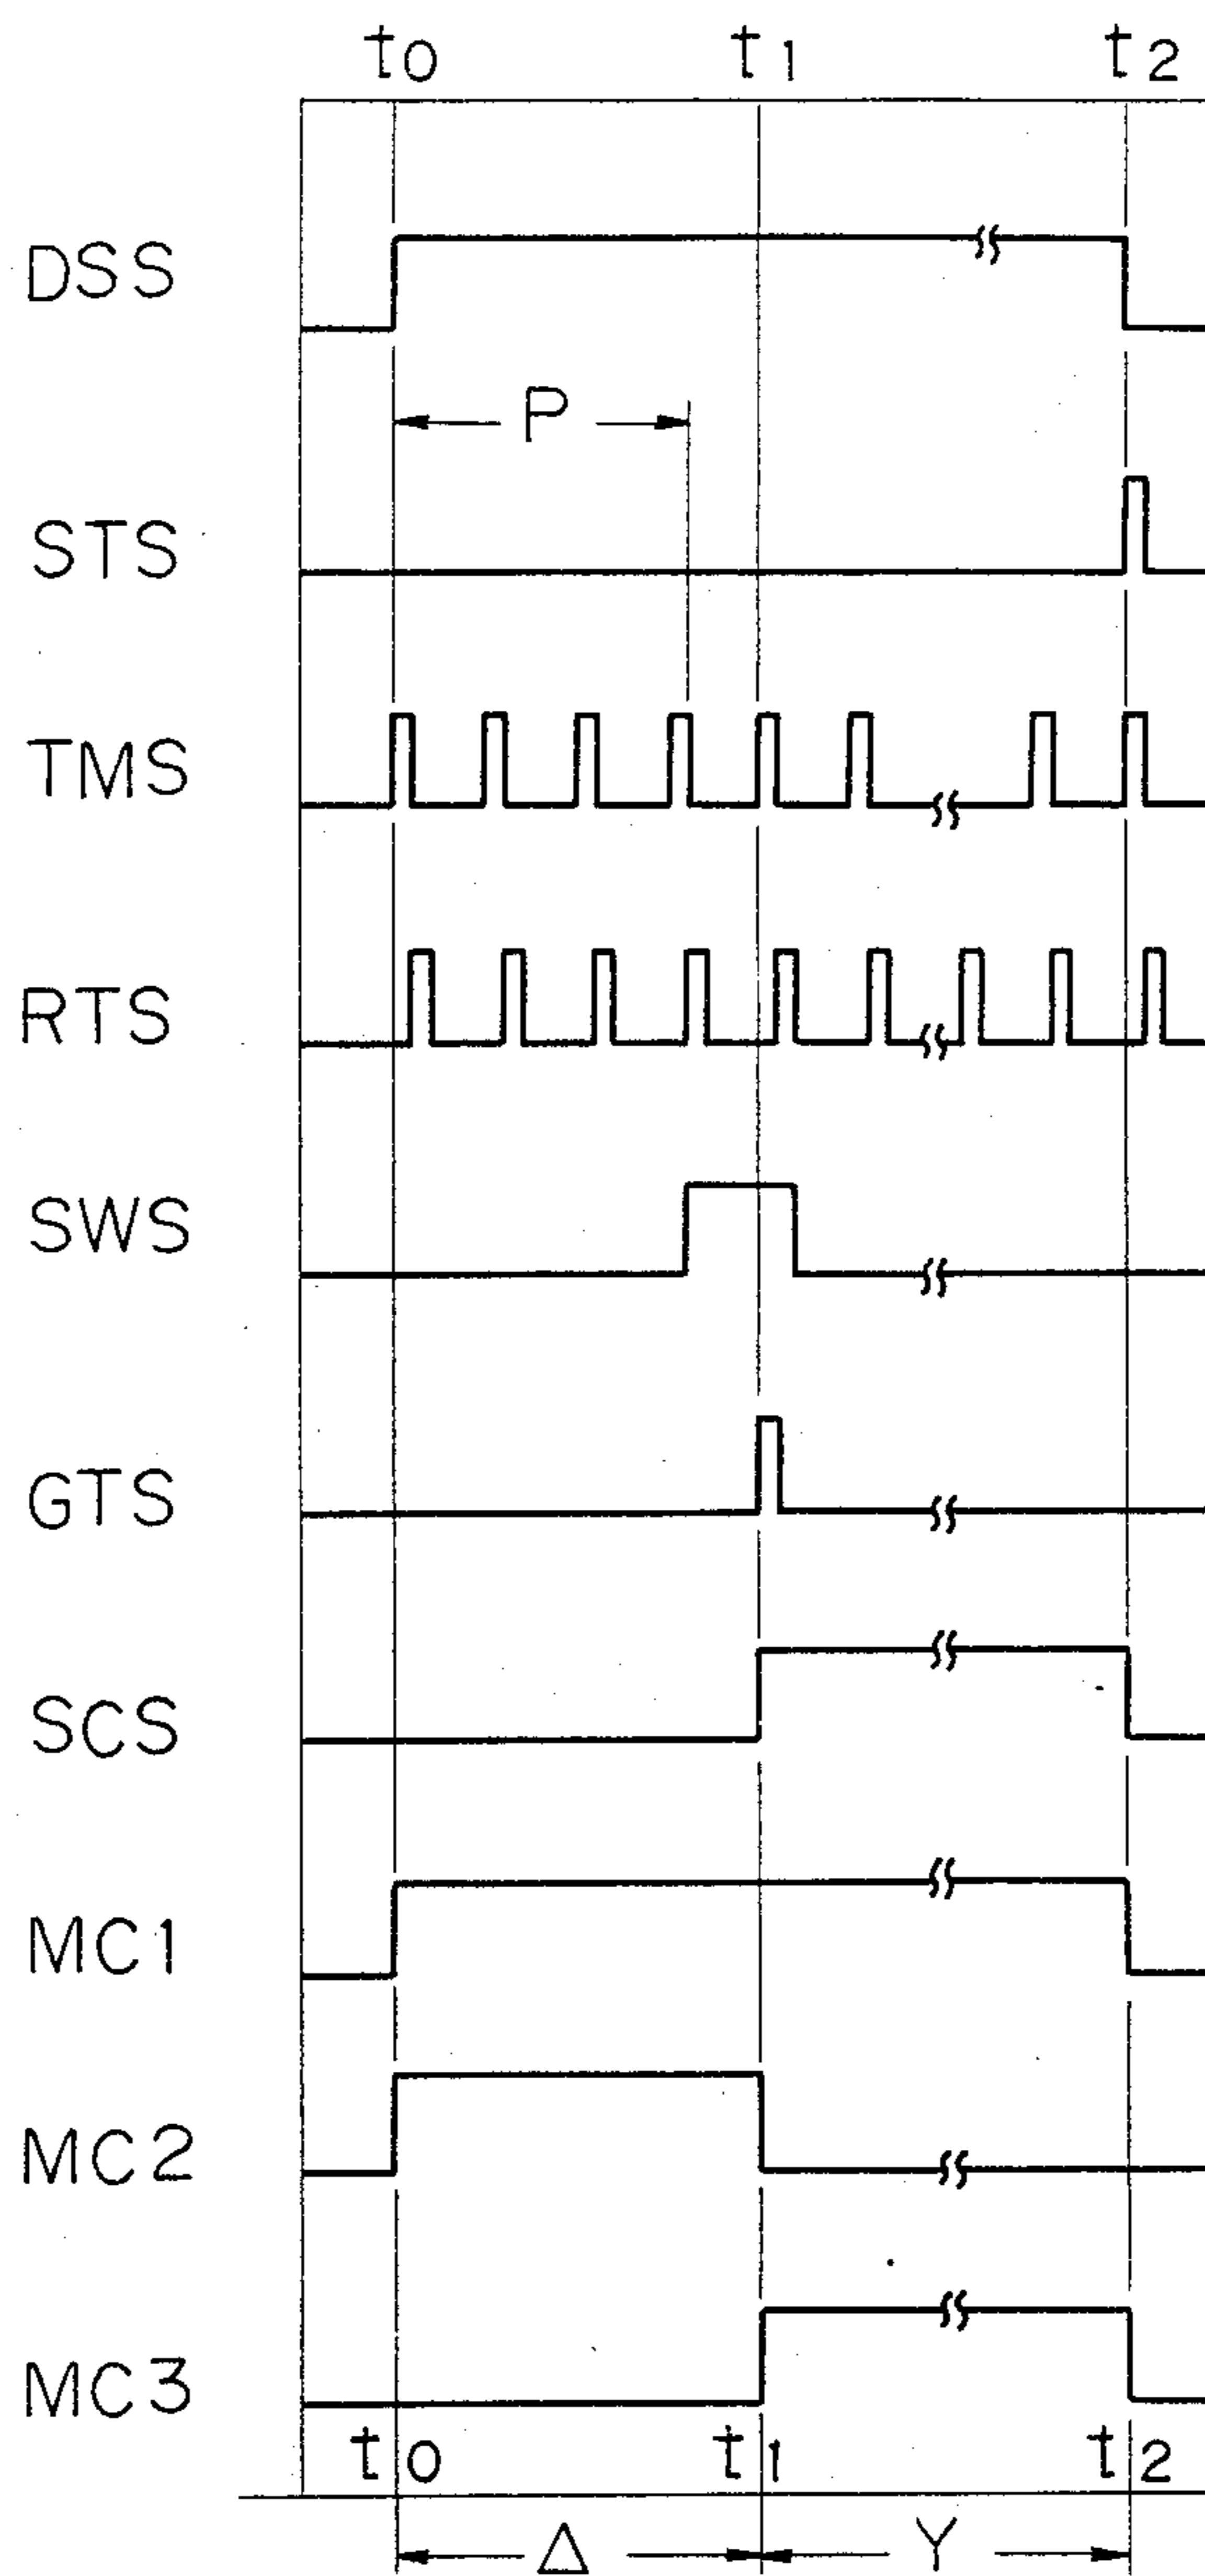 t0 t1 t2
DSS
P
STS
TMS
RTS
SWS
GTS
SCS
MC1
MC2
MC3
t0 t1 t2
Δ Y